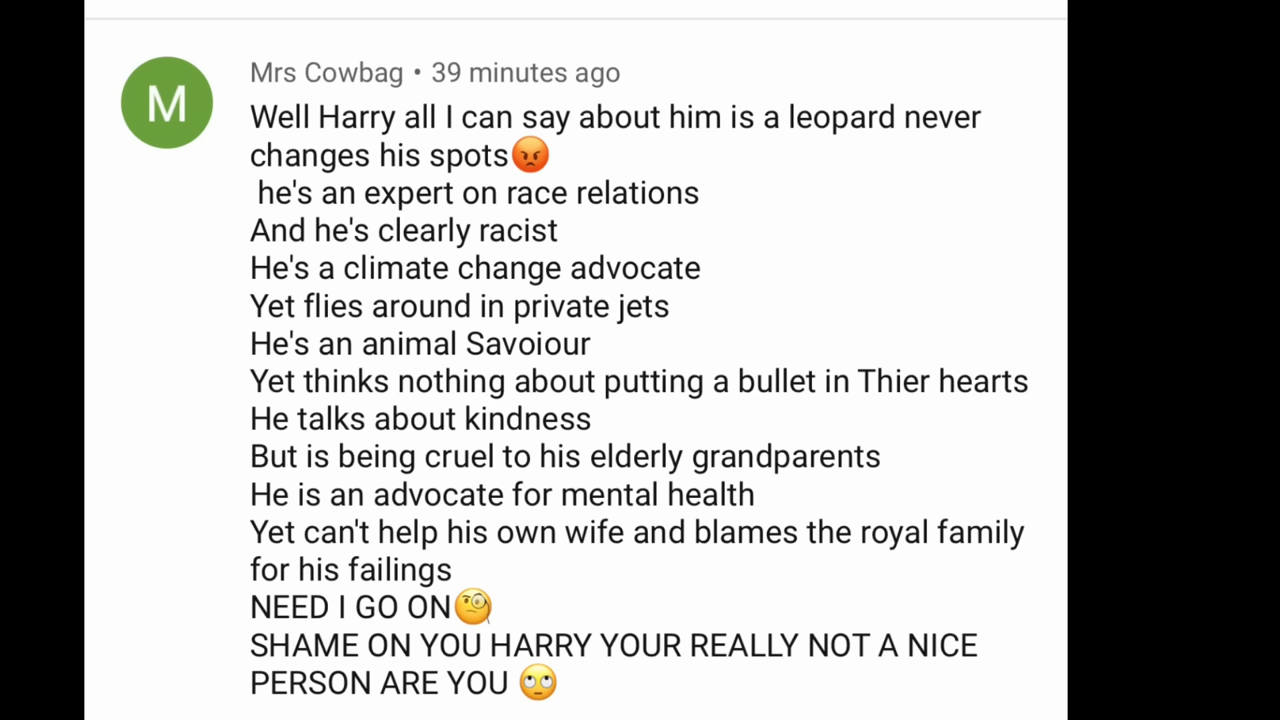 M
Mrs Cowbag • 39 minutes ago
Well Harry all I can say about him is a leopard never
changes his spots😡
he's an expert on race relations
And he's clearly racist
He's a climate change advocate
Yet flies around in private jets
He's an animal Savoiour
Yet thinks nothing about putting a bullet in Thier hearts
He talks about kindness
But is being cruel to his elderly grandparents
He is an advocate for mental health
Yet can't help his own wife and blames the royal family
for his failings
NEED I GO ON🧐
SHAME ON YOU HARRY YOUR REALLY NOT A NICE
PERSON ARE YOU 🙄